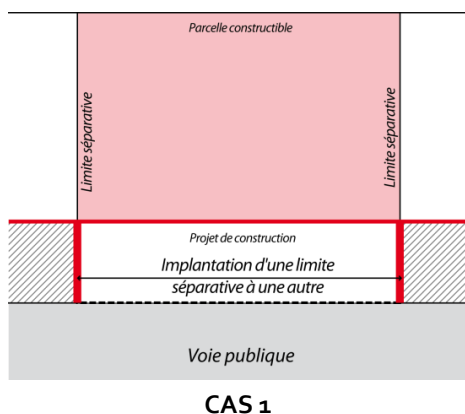 Parcelle constructible
Limite séparative
Limite séparative
Projet de construction
Implantation d'une limite
séparative à une autre
Voie publique
CAS 1